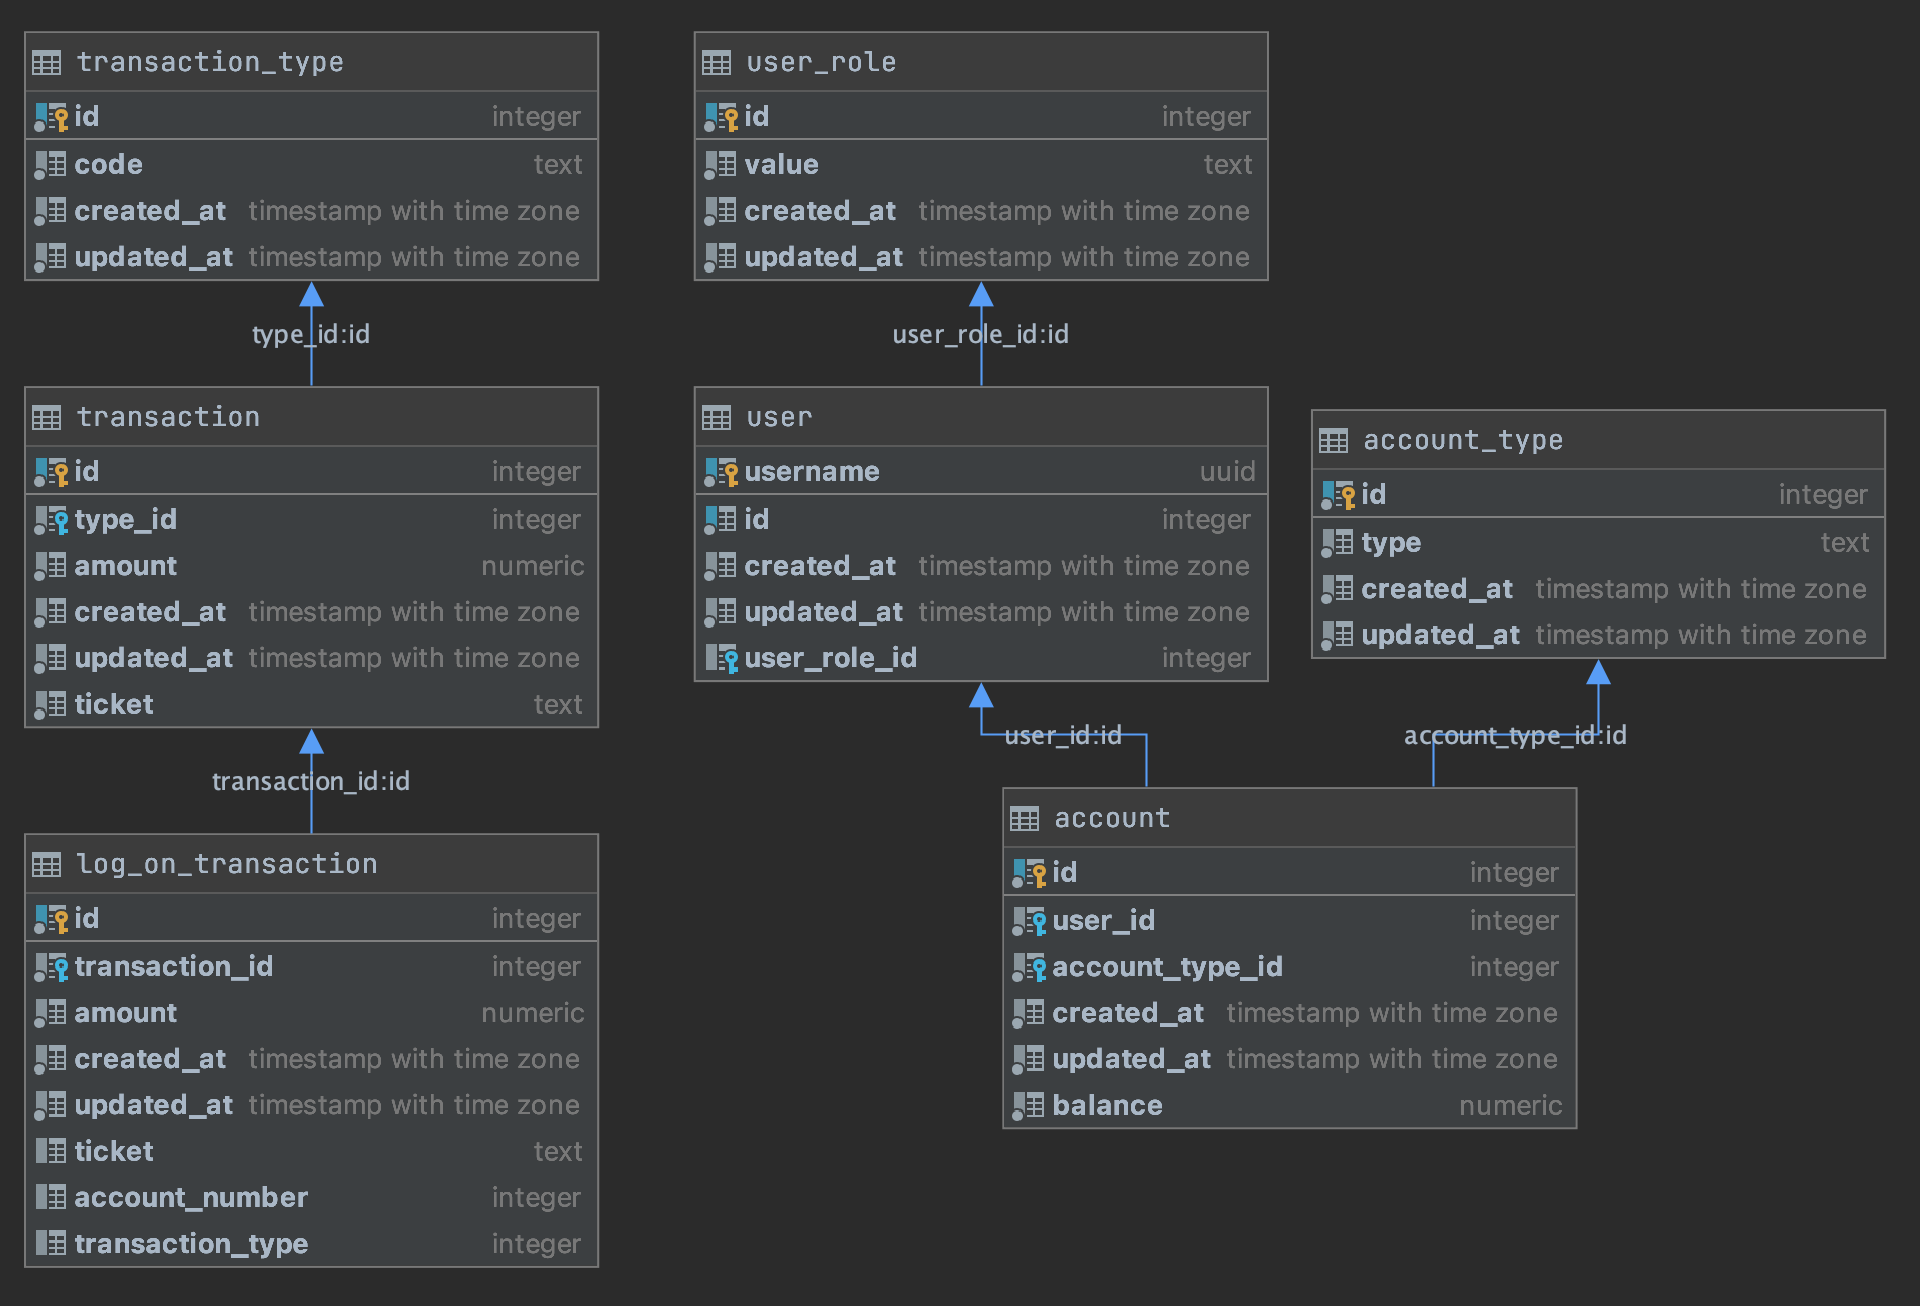 transaction_type
id integer
code text
created_at timestamp with time zone
updated_at timestamp with time zone
type_id:id
transaction
id integer
type_id integer
amount numeric
created_at timestamp with time zone
updated_at timestamp with time zone
ticket text
transaction_id:id
log_on_transaction
id integer
transaction_id integer
amount numeric
created_at timestamp with time zone
updated_at timestamp with time zone
ticket text
account_number integer
transaction_type integer
user_role
id integer
value text
created_at timestamp with time zone
updated_at timestamp with time zone
user_role_id:id
user
username uuid
id integer
created_at timestamp with time zone
updated_at timestamp with time zone
user_role_id integer
user_id:id
account_type
id integer
type text
created_at timestamp with time zone
updated_at timestamp with time zone
account_type_id:id
account
id integer
user_id integer
account_type_id integer
created_at timestamp with time zone
updated_at timestamp with time zone
balance numeric